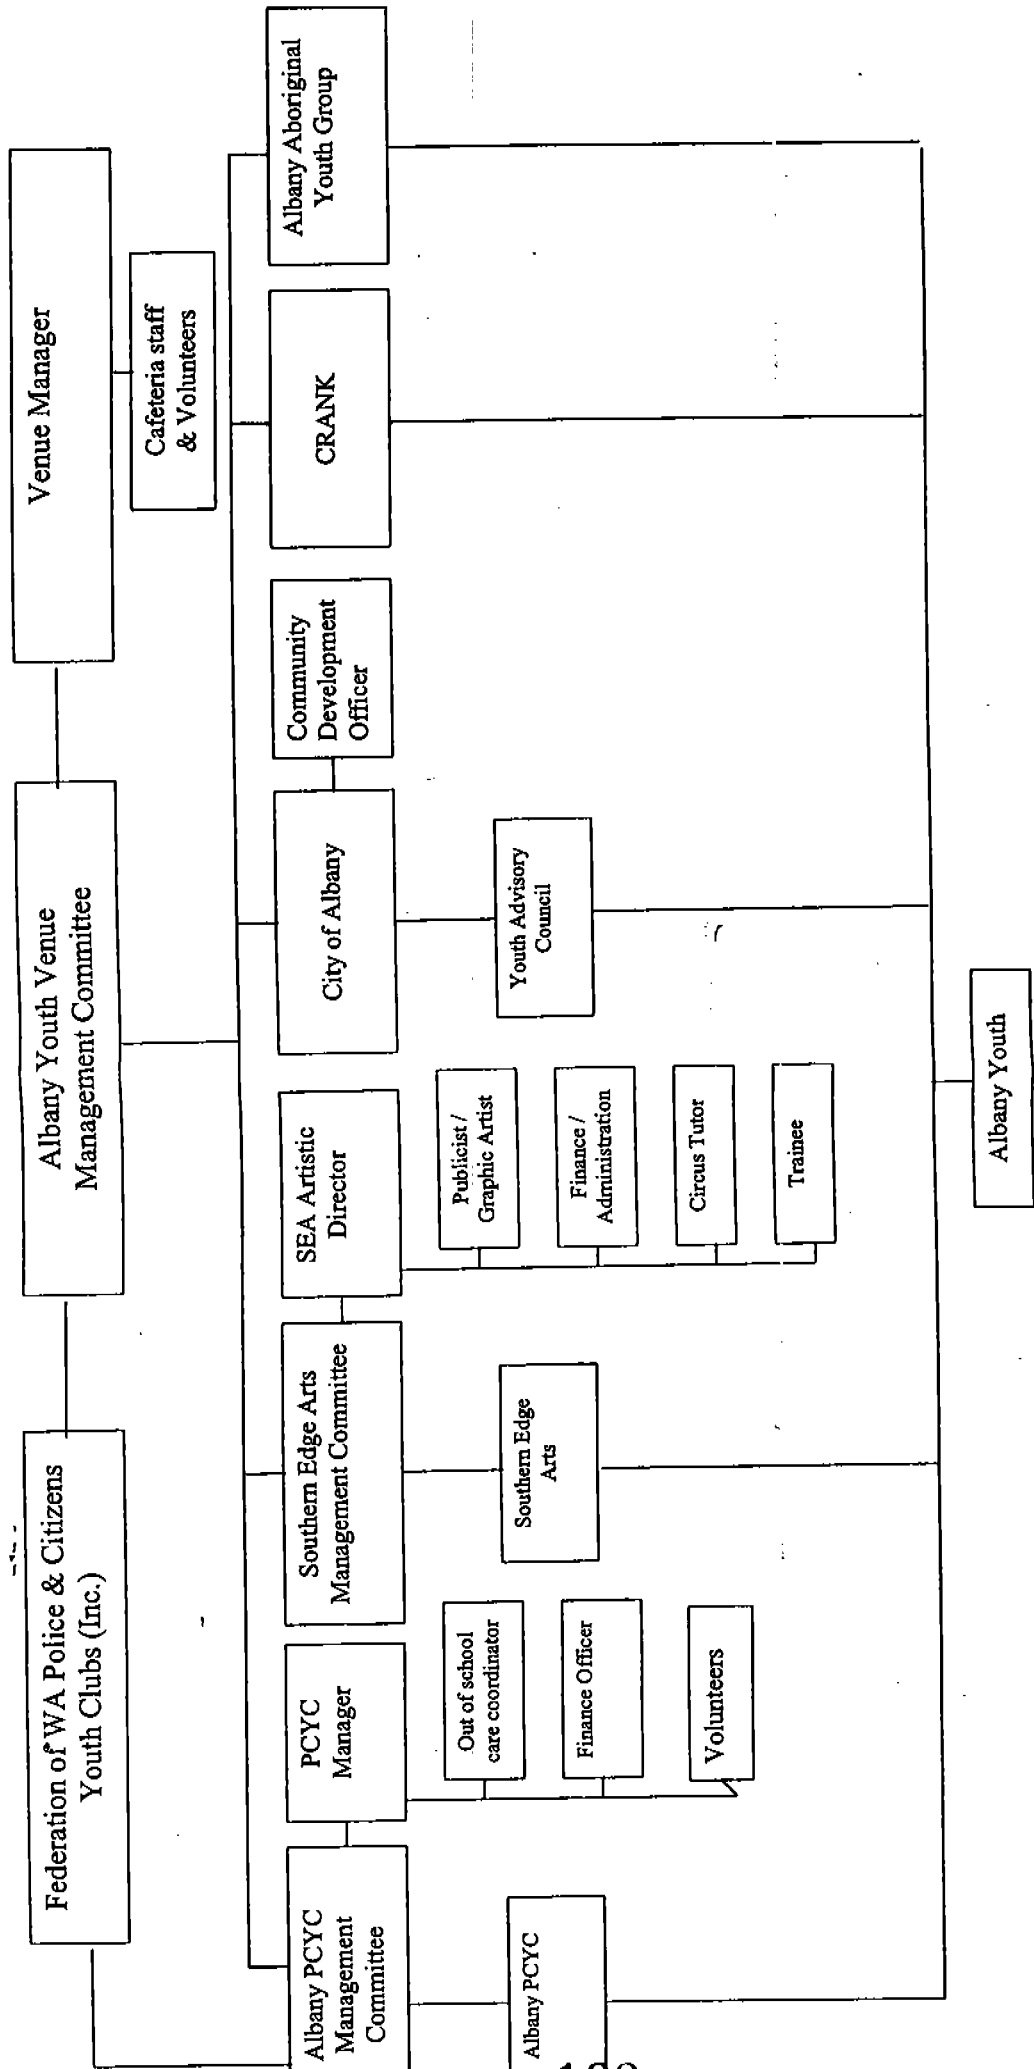 Federation of WA Police & Citizens
Youth Clubs (Inc.)
Albany Youth Venue
Management Committee
Venue Manager
Cafeteria staff
& Volunteers
Albany PCYC
Management
Committee
PCYC
Manager
Southern Edge Arts
Management Committee
SEA Artistic
Director
City of Albany
Community
Development
Officer
CRANK
Albany Aboriginal
Youth Group
Out of school
care coordinator
Finance Officer
Volunteers
Publicist /
Graphic Artist
Finance /
Administration
Circus Tutor
Trainee
Albany PCYC
Southern Edge
Arts
Youth Advisory
Council
Albany Youth